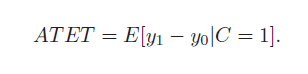 ATET = E[y₁ − y₀|C = 1].